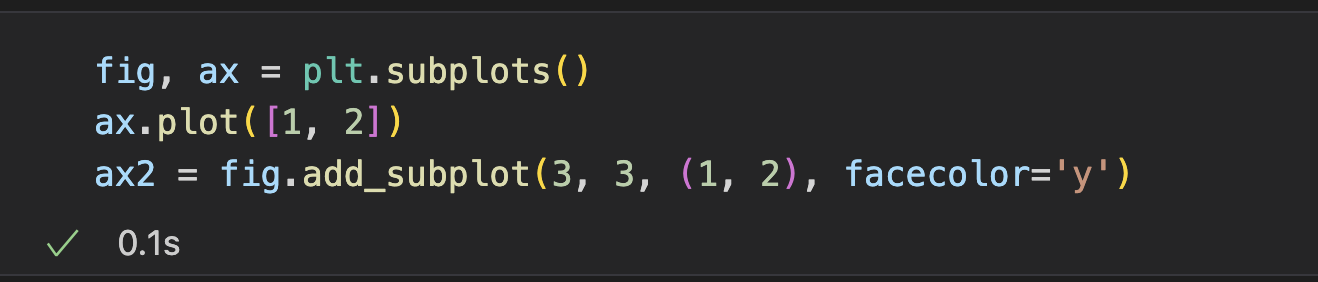 fig, ax = plt.subplots()
ax.plot([1, 2])
ax2 = fig.add_subplot(3, 3, (1, 2), facecolor='y')
✓ 0.1s